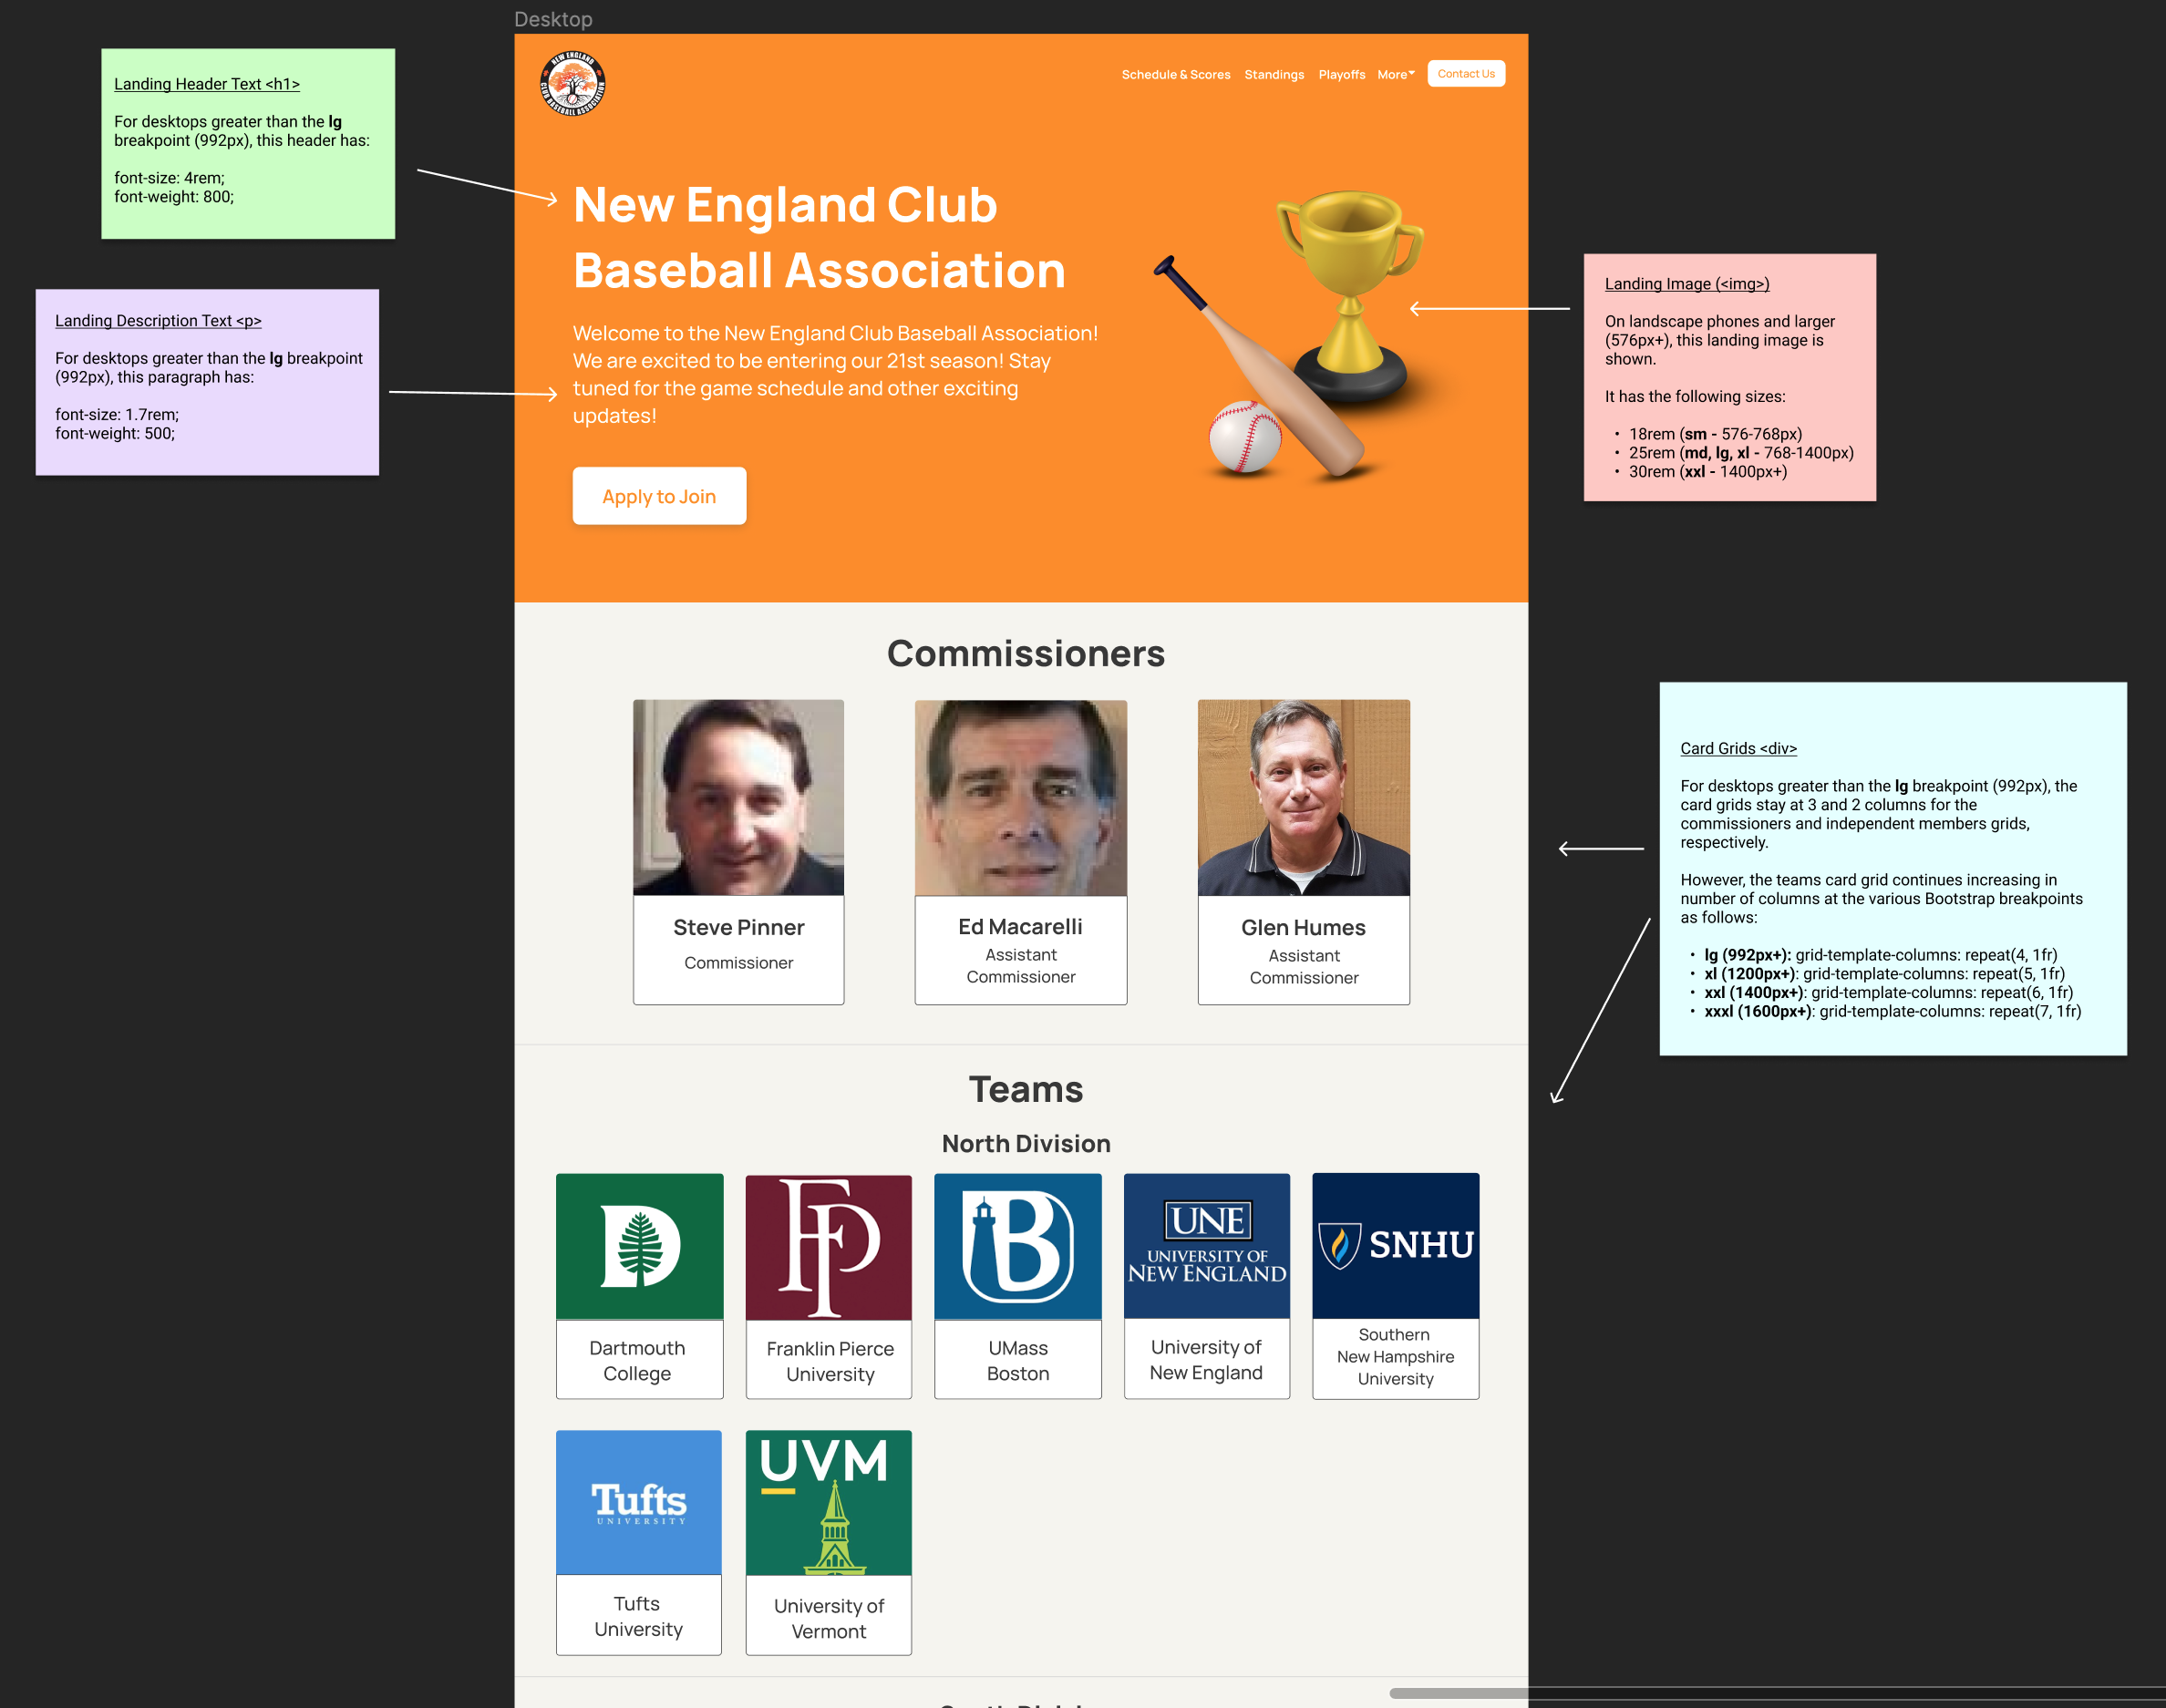 Desktop
Landing Header Text <h1>
For desktops greater than the lg
breakpoint (992px), this header has:
font-size: 4rem;
font-weight: 800;
Landing Description Text <p>
For desktops greater than the lg breakpoint
(992px), this paragraph has:
font-size: 1.7rem;
font-weight: 500;
NEW ENGLAND
CLUB BASEBALL ASSOCIATION
Schedule & Scores Standings Playoffs More Contact Us
New England Club
Baseball Association
Welcome to the New England Club Baseball Association!
We are excited to be entering our 21st season! Stay
tuned for the game schedule and other exciting
updates!
Apply to Join
Landing Image (<img>)
On landscape phones and larger
(576px+), this landing image is
shown.
It has the following sizes:
• 18rem (sm - 576-768px)
• 25rem (md, lg, xl - 768-1400px)
• 30rem (xxl - 1400px+)
Commissioners
Steve Pinner
Commissioner
Ed Macarelli
Assistant
Commissioner
Glen Humes
Assistant
Commissioner
Card Grids <div>
For desktops greater than the lg breakpoint (992px), the
card grids stay at 3 and 2 columns for the
commissioners and independent members grids,
respectively.
However, the teams card grid continues increasing in
number of columns at the various Bootstrap breakpoints
as follows:
• lg (992px+): grid-template-columns: repeat(4, 1fr)
• xl (1200px+): grid-template-columns: repeat(5, 1fr)
• xxl (1400px+): grid-template-columns: repeat(6, 1fr)
• xxxl (1600px+): grid-template-columns: repeat(7, 1fr)
Teams
North Division
D
Dartmouth
College
FP
Franklin Pierce
University
B
UMass
Boston
UNE
UNIVERSITY OF
NEW ENGLAND
University of
New England
SNHU
Southern
New Hampshire
University
Tufts
UNIVERSITY
Tufts
University
UVM
University of
Vermont